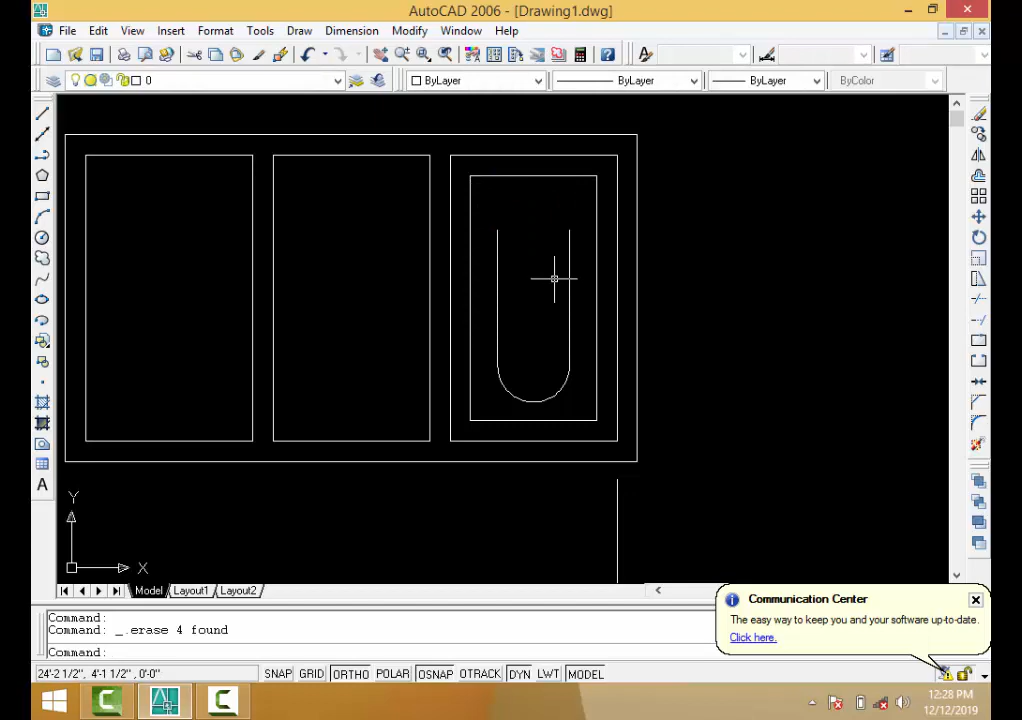 AutoCAD 2006 - [Drawing1.dwg]
File Edit View Insert Format Tools Draw Dimension Modify Window Help
0 ByLayer ByLayer ByLayer ByColor
A
Y
X
Model Layout1 Layout2
Communication Center
The easy way to keep you and your software up-to-date.
Click here.
Command:
Command: _.erase 4 found
Command:
24'-2 1/2", 4'-1 1/2", 0'-0" SNAP GRID ORTHO POLAR OSNAP OTRACK DYN LWT MODEL
12:28 PM
12/12/2019